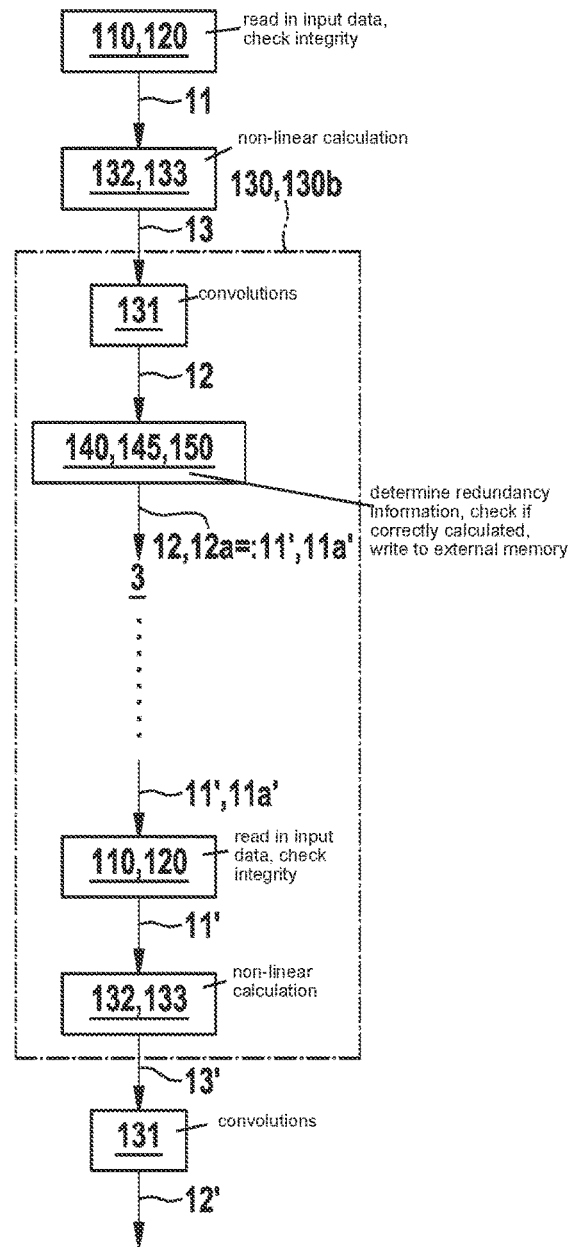 110,120
read in input data,
check integrity
11
non-linear calculation
132,133
130,130b
13
131
convolutions
12
140,145,150
determine redundancy
information, check if
correctly calculated,
write to external memory
12,12a=:11',11a'
3
11',11a'
110,120
read in input
data, check
integrity
11'
132,133
non-linear
calculation
13'
131
convolutions
12'